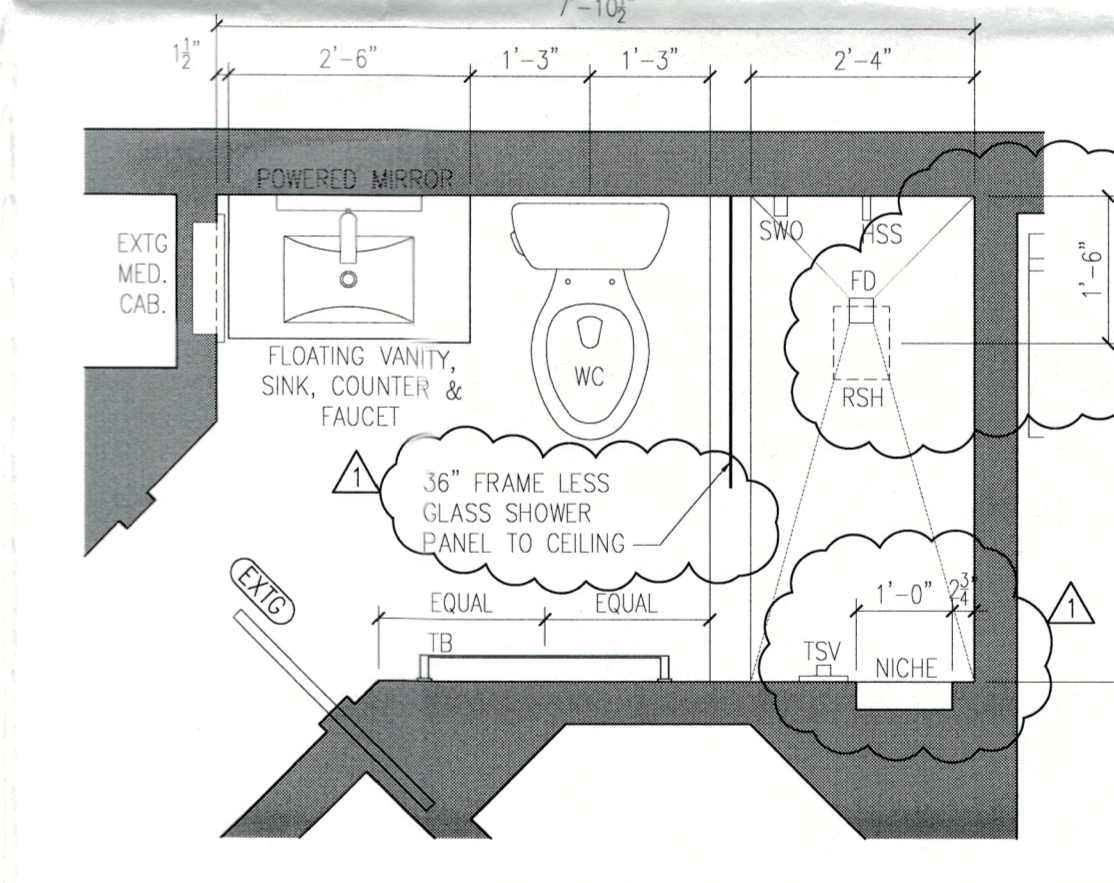 7'-10½"
1½"
2'-6"
1'-3"
1'-3"
2'-4"
POWERED MIRROR
EXTG
MED.
CAB.
SWO
HSS
FD
1'-6"
FLOATING VANITY,
SINK, COUNTER &
FAUCET
WC
RSH
1
36" FRAME LESS
GLASS SHOWER
PANEL TO CEILING
EXTG
EQUAL
EQUAL
1'-0"
2¾"
1
TB
TSV
NICHE